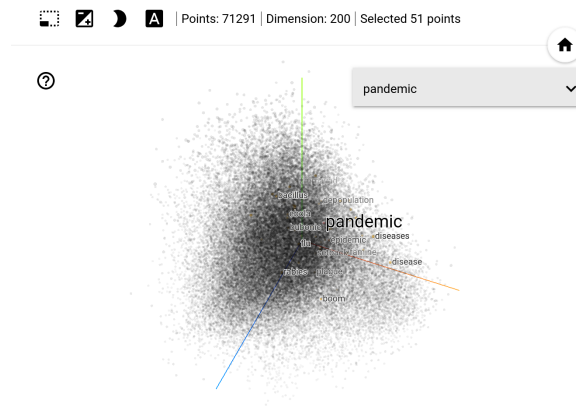 A
Points: 71291 | Dimension: 200 | Selected 51 points
pandemic
bacillus
depopulation
ebola
pandemic
bubonic
diseases
epidemic
flu
disease
rabies
plague
boom